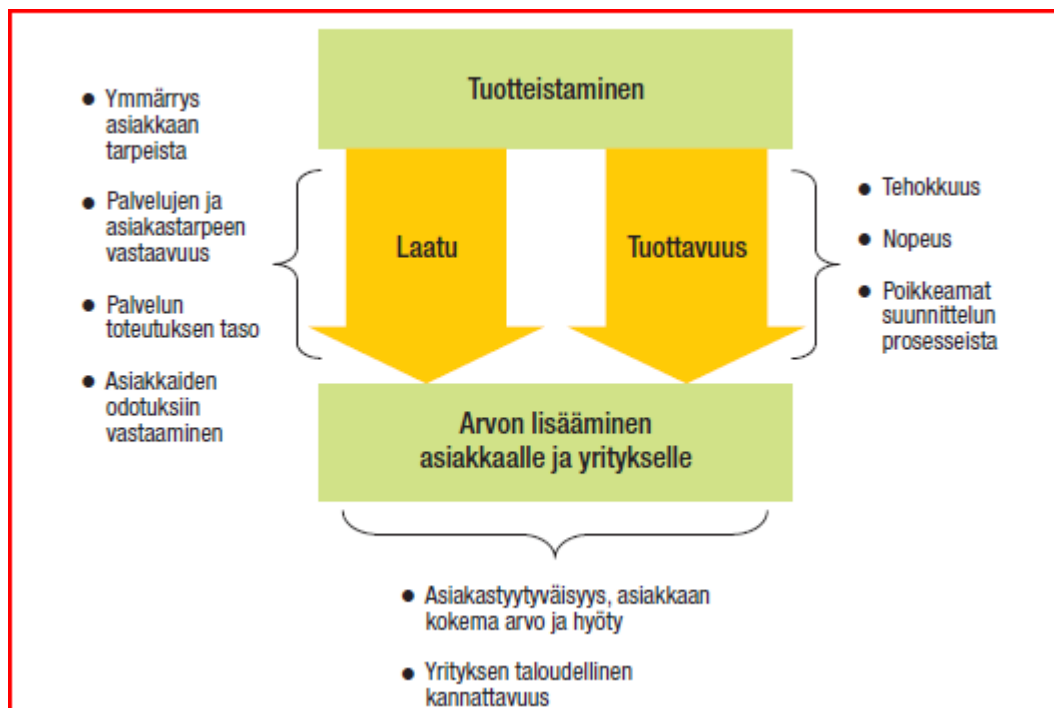 Tuotteistaminen
● Ymmärrys
asiakkaan
tarpeista
● Palvelujen ja
asiakastarpeen
vastaavuus
● Palvelun
toteutuksen taso
● Asiakkaiden
odotuksiin
vastaaminen
Laatu
Tuottavuus
● Tehokkuus
● Nopeus
● Poikkeamat
suunnittelun
prosesseista
Arvon lisääminen
asiakkaalle ja yritykselle
● Asiakastyytyväisyys, asiakkaan
kokema arvo ja hyöty
● Yrityksen taloudellinen
kannattavuus